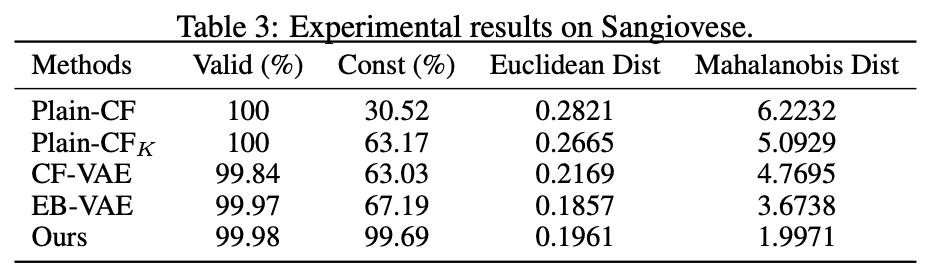 Table 3: Experimental results on Sangiovese.
Methods Valid (%) Const (%) Euclidean Dist Mahalanobis Dist
Plain-CF 100 30.52 0.2821 6.2232
Plain-CF_K 100 63.17 0.2665 5.0929
CF-VAE 99.84 63.03 0.2169 4.7695
EB-VAE 99.97 67.19 0.1857 3.6738
Ours 99.98 99.69 0.1961 1.9971